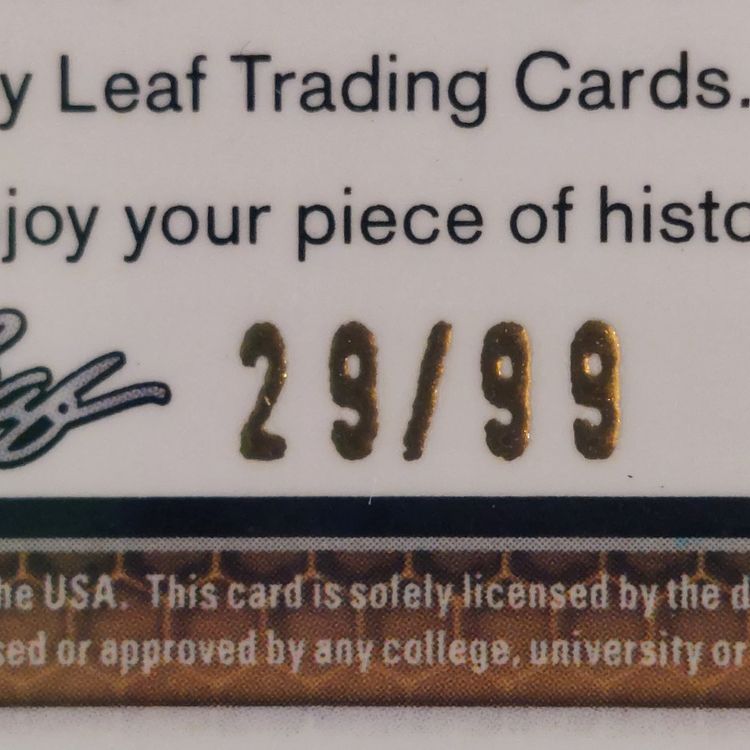 y Leaf Trading Cards.
joy your piece of histo
29/99
he USA. This card is solely licensed by the d
sed or approved by any college, university or